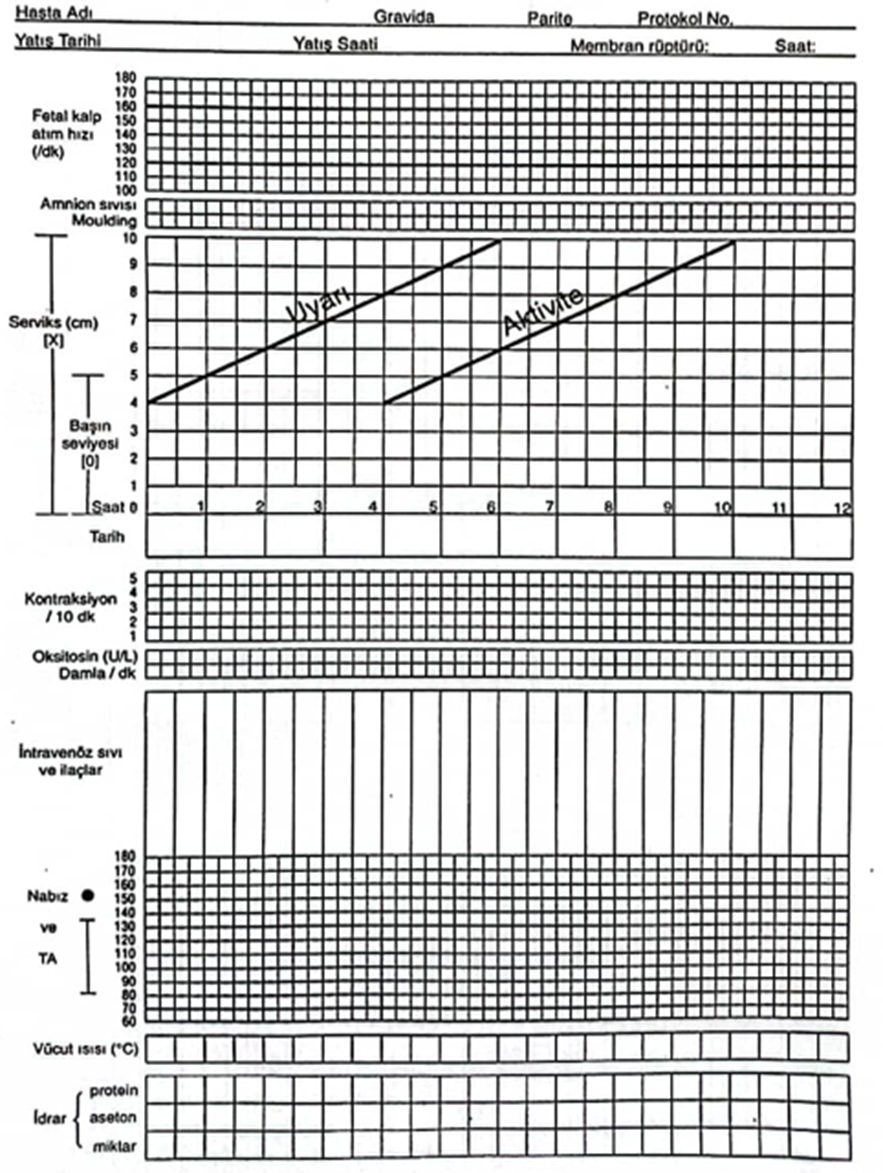 Hasta Adı Gravida Parite Protokol No.
Yatış Tarihi Yatış Saati Membran rüptürü: Saat:
180
170
Fetal kalp 160
atım hızı 150
(/dk) 140
130
120
110
100
Amnion sıvısı
Moulding
10
9
8
Uyarı Aktivite
Serviks (cm) 7
[X]
6
5
4
Başın 3
seviyesi 2
[0]
1
Saat 0 1 2 3 4 5 6 7 8 9 10 11 12
Tarih
5
Kontraksiyon 4
/ 10 dk 3
2
1
Oksitosin (U/L)
Damla / dk
İntravenöz sıvı
ve ilaçlar
180
170
160
Nabız 150
140
ve 130
120
TA 110
100
90
80
70
60
Vücut ısısı (°C)
protein
İdrar aseton
miktar